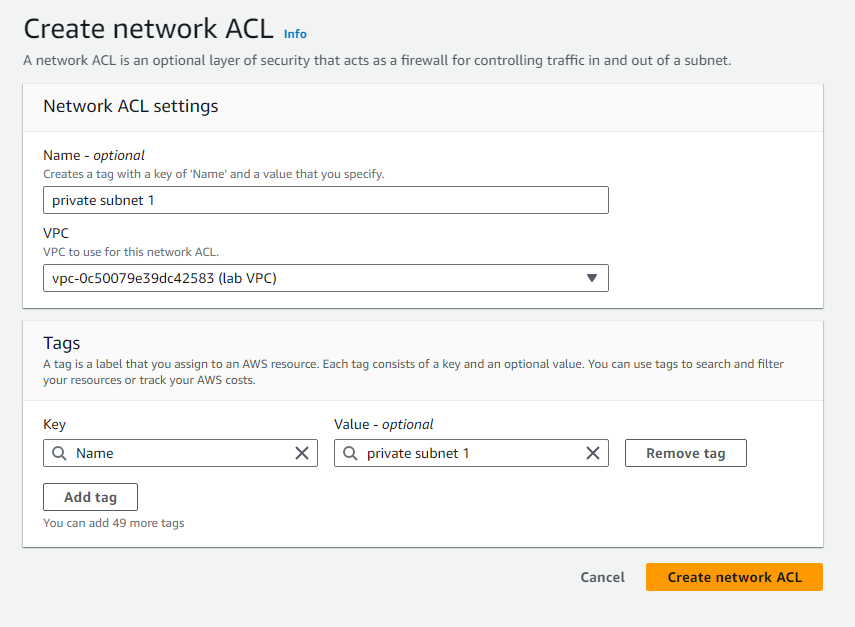 Create network ACL Info
A network ACL is an optional layer of security that acts as a firewall for controlling traffic in and out of a subnet.
Network ACL settings
Name - optional
Creates a tag with a key of 'Name' and a value that you specify.
private subnet 1
VPC
VPC to use for this network ACL.
vpc-0c50079e39dc42583 (lab VPC)
Tags
A tag is a label that you assign to an AWS resource. Each tag consists of a key and an optional value. You can use tags to search and filter
your resources or track your AWS costs.
Key Value - optional
Name private subnet 1 Remove tag
Add tag
You can add 49 more tags
Cancel Create network ACL